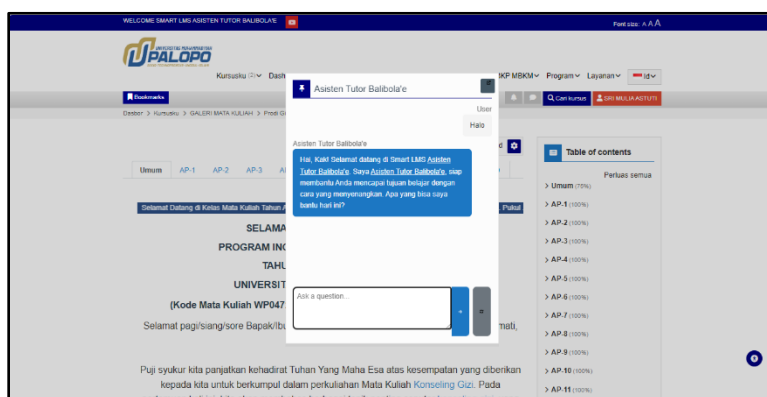 WELCOME SMART LMS ASISTEN TUTOR BALIBOLA'E
Font size: A A A
UNIVERSITAS MUHAMMADIYAH
PALOPO
Kursusku
Dash
KP MBKM Program Layanan Id
Bookmarks
Cari kursus
SRI MULIA ASTUTI
Dasbor > Kursusku > GALERI MATA KULIAH > Prodi G
Asisten Tutor Balibola'e
User
Halo
Asisten Tutor Balibola'e
Hai, Kak! Selamat datang di Smart LMS Asisten
Tutor Balibola'e. Saya Asisten Tutor Balibola'e, siap
membantu Anda mencapai tujuan belajar dengan
cara yang menyenangkan. Apa yang bisa saya
bantu hari ini?
Ask a question...
Umum AP-1 AP-2 AP-3
Selamat Datang di Kelas Mata Kuliah Tahun A
Pukul
SELAMA
PROGRAM IN
TAHU
UNIVERSIT
(Kode Mata Kuliah WP047
Selamat pagi/siang/sore Bapak/Ibu
mati,
Puji syukur kita panjatkan kehadirat Tuhan Yang Maha Esa atas kesempatan yang diberikan
kepada kita untuk berkumpul dalam perkuliahan Mata Kuliah Konseling Gizi. Pada
Table of contents
Perluas semua
> Umum (75%)
> AP-1 (100%)
> AP-2 (100%)
> AP-3 (100%)
> AP-4 (100%)
> AP-5 (100%)
> AP-6 (100%)
> AP-7 (100%)
> AP-8 (100%)
> AP-9 (100%)
> AP-10 (100%)
> AP-11 (100%)